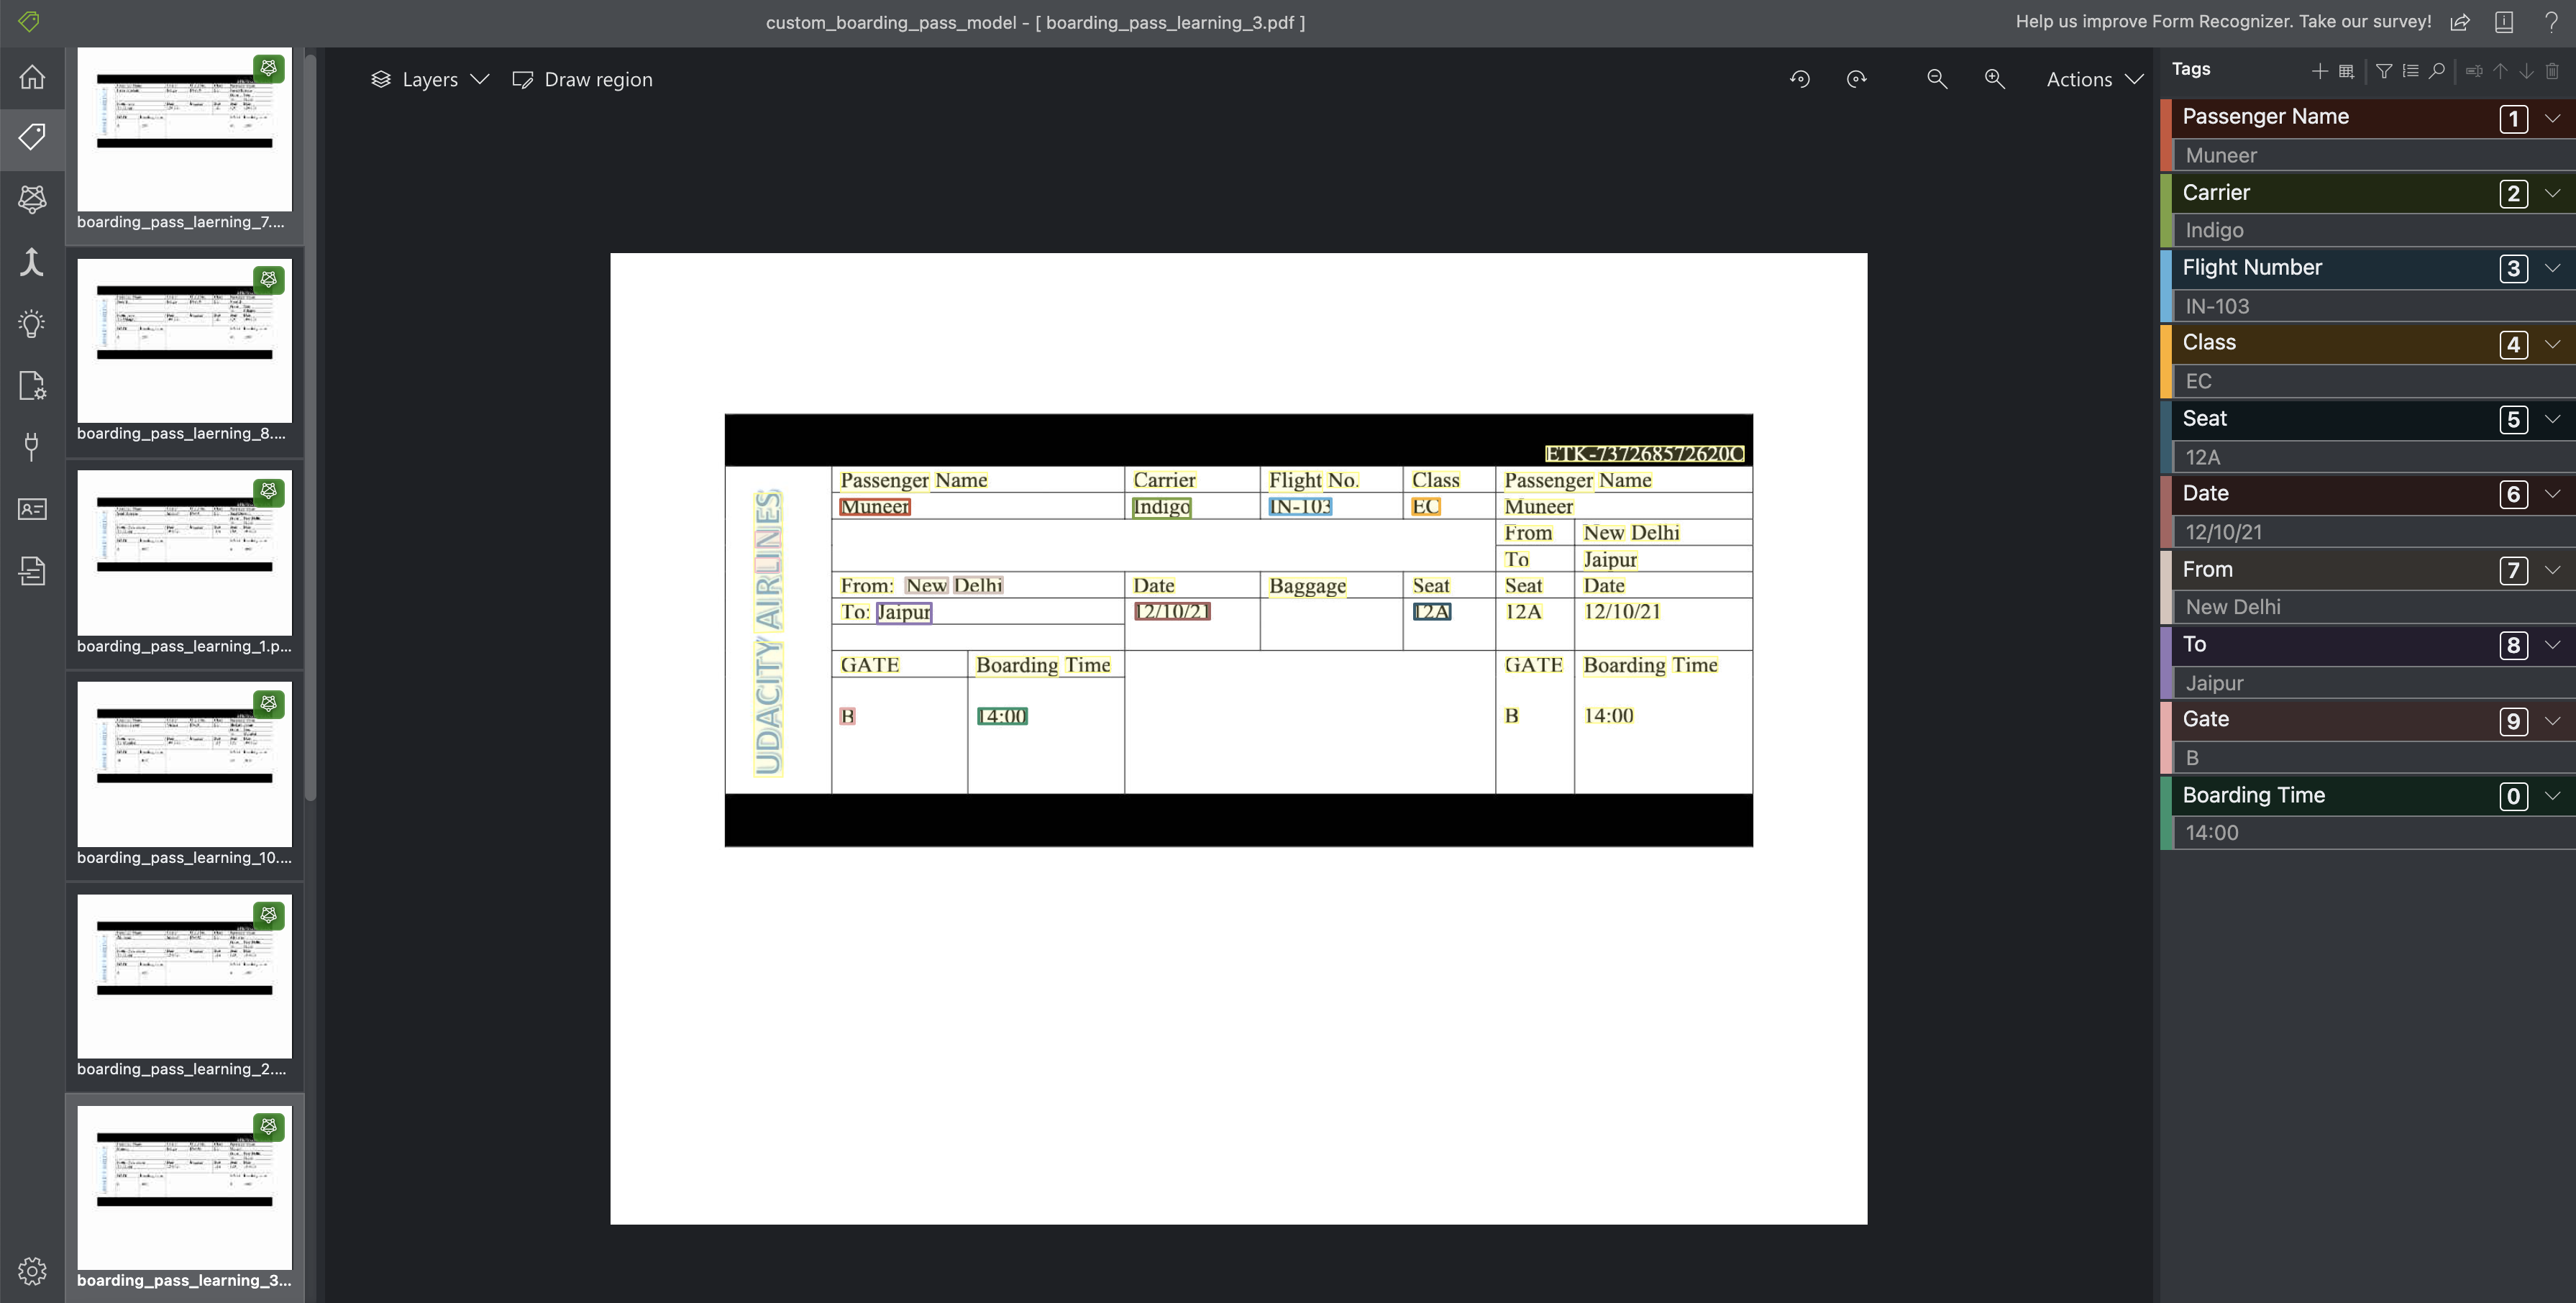 custom_boarding_pass_model - [ boarding_pass_learning_3.pdf ]
Help us improve Form Recognizer. Take our survey!
boarding_pass_laerning_7....
boarding_pass_laerning_8....
boarding_pass_learning_1.p...
boarding_pass_learning_10....
boarding_pass_learning_2....
boarding_pass_learning_3...
Layers
Draw region
Actions
ETK-737268572620C
UDACITY AIRLINES
Passenger Name Carrier Flight No. Class Passenger Name
Muneer Indigo IN-103 EC Muneer
From New Delhi
To Jaipur
From: New Delhi Date Baggage Seat Seat Date
To: Jaipur 12/10/21 12A 12A 12/10/21
GATE Boarding Time GATE Boarding Time
B 14:00 B 14:00
Tags
Passenger Name 1
Muneer
Carrier 2
Indigo
Flight Number 3
IN-103
Class 4
EC
Seat 5
12A
Date 6
12/10/21
From 7
New Delhi
To 8
Jaipur
Gate 9
B
Boarding Time 0
14:00